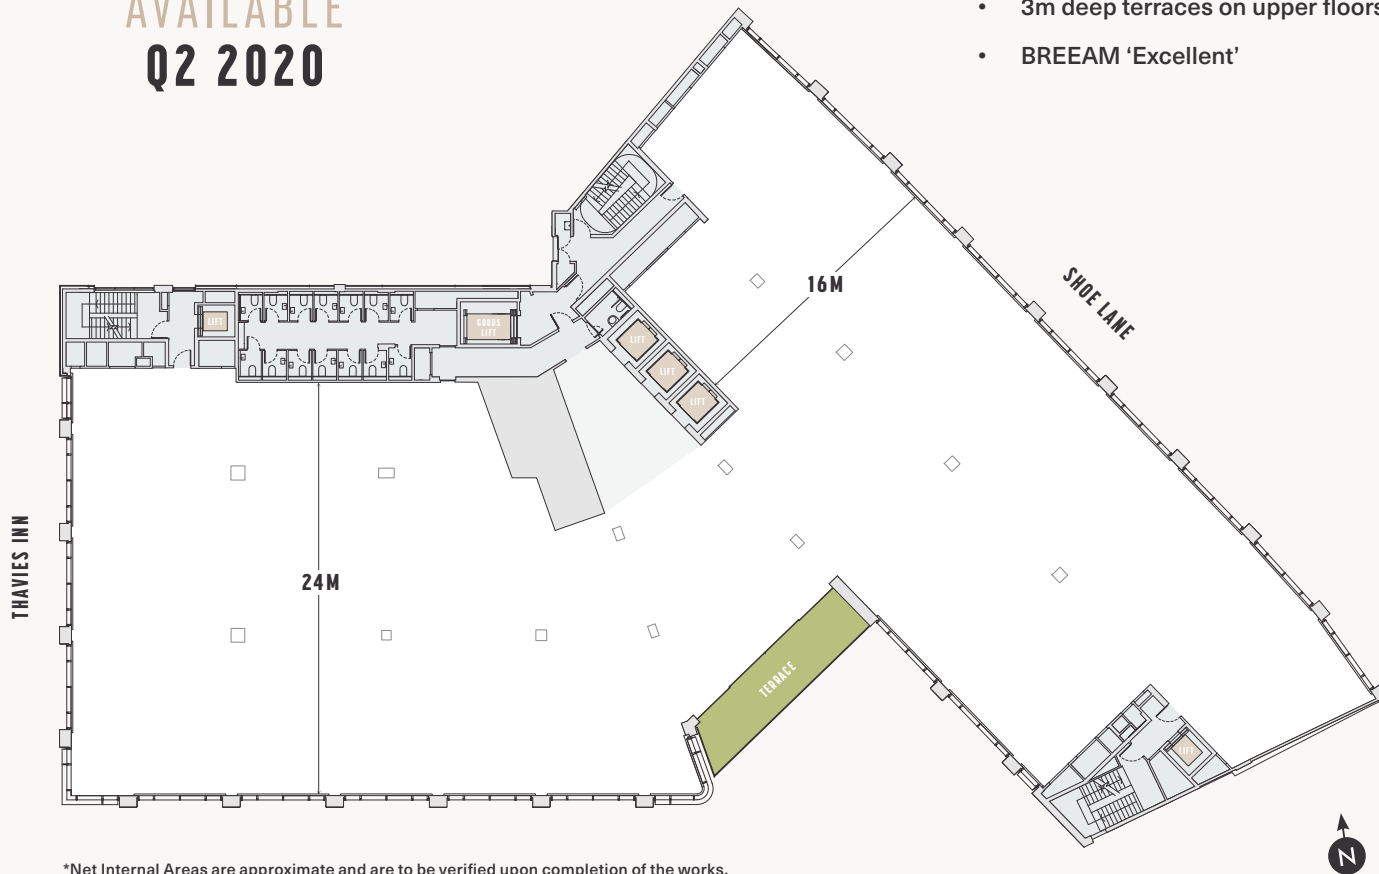 AVAILABLE
Q2 2020
• 3m deep terraces on upper floors
• BREEAM ‘Excellent’
16M
SHOE LANE
LIFT
GOODS
LIFT
LIFT
LIFT
LIFT
THAVIES INN
24M
TERRACE
LIFT
N
*Net Internal Areas are approximate and are to be verified upon completion of the works.